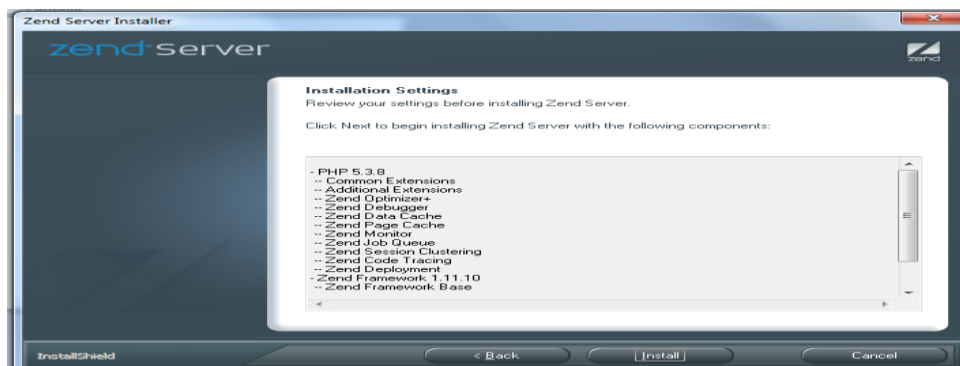 Zend Server Installer
zend server
zend
Installation Settings
Review your settings before installing Zend Server.
Click Next to begin installing Zend Server with the following components:
- PHP 5.3.8
-- Common Extensions
-- Additional Extensions
-- Zend Optimizer+
-- Zend Debugger
-- Zend Data Cache
-- Zend Page Cache
-- Zend Monitor
-- Zend Job Queue
-- Zend Session Clustering
-- Zend Code Tracing
-- Zend Deployment
- Zend Framework 1.11.10
-- Zend Framework Base
InstallShield
< Back
Install
Cancel